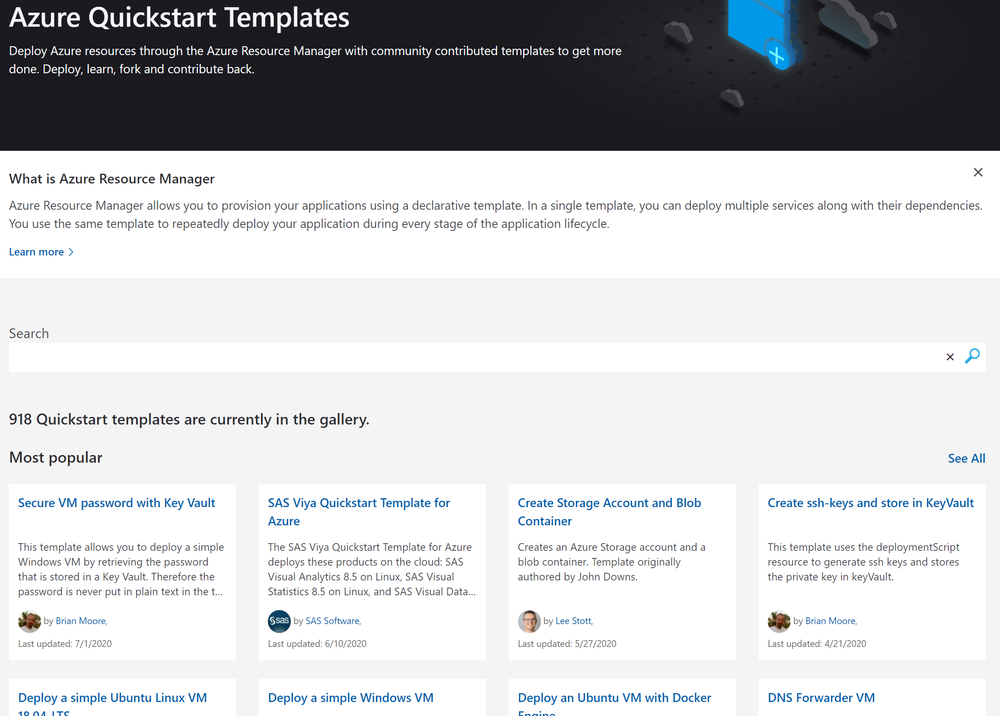 Azure Quickstart Templates
Deploy Azure resources through the Azure Resource Manager with community contributed templates to get more
done. Deploy, learn, fork and contribute back.
What is Azure Resource Manager
Azure Resource Manager allows you to provision your applications using a declarative template. In a single template, you can deploy multiple services along with their dependencies.
You use the same template to repeatedly deploy your application during every stage of the application lifecycle.
Learn more
Search
918 Quickstart templates are currently in the gallery.
Most popular
See All
Secure VM password with Key Vault
This template allows you to deploy a simple
Windows VM by retrieving the password
that is stored in a Key Vault. Therefore the
password is never put in plain text in the t...
by Brian Moore,
Last updated: 7/1/2020
SAS Viya Quickstart Template for
Azure
The SAS Viya Quickstart Template for Azure
deploys these products on the cloud: SAS
Visual Analytics 8.5 on Linux, SAS Visual
Statistics 8.5 on Linux, and SAS Visual Data...
sas
by SAS Software,
Last updated: 6/10/2020
Create Storage Account and Blob
Container
Creates an Azure Storage account and a
blob container. Template originally
authored by John Downs.
by Lee Stott,
Last updated: 5/27/2020
Create ssh-keys and store in KeyVault
This template uses the deploymentScript
resource to generate ssh keys and stores
the private key in keyVault.
by Brian Moore,
Last updated: 4/21/2020
Deploy a simple Ubuntu Linux VM
18.04-LTS
Deploy a simple Windows VM
Deploy an Ubuntu VM with Docker
Engine
DNS Forwarder VM